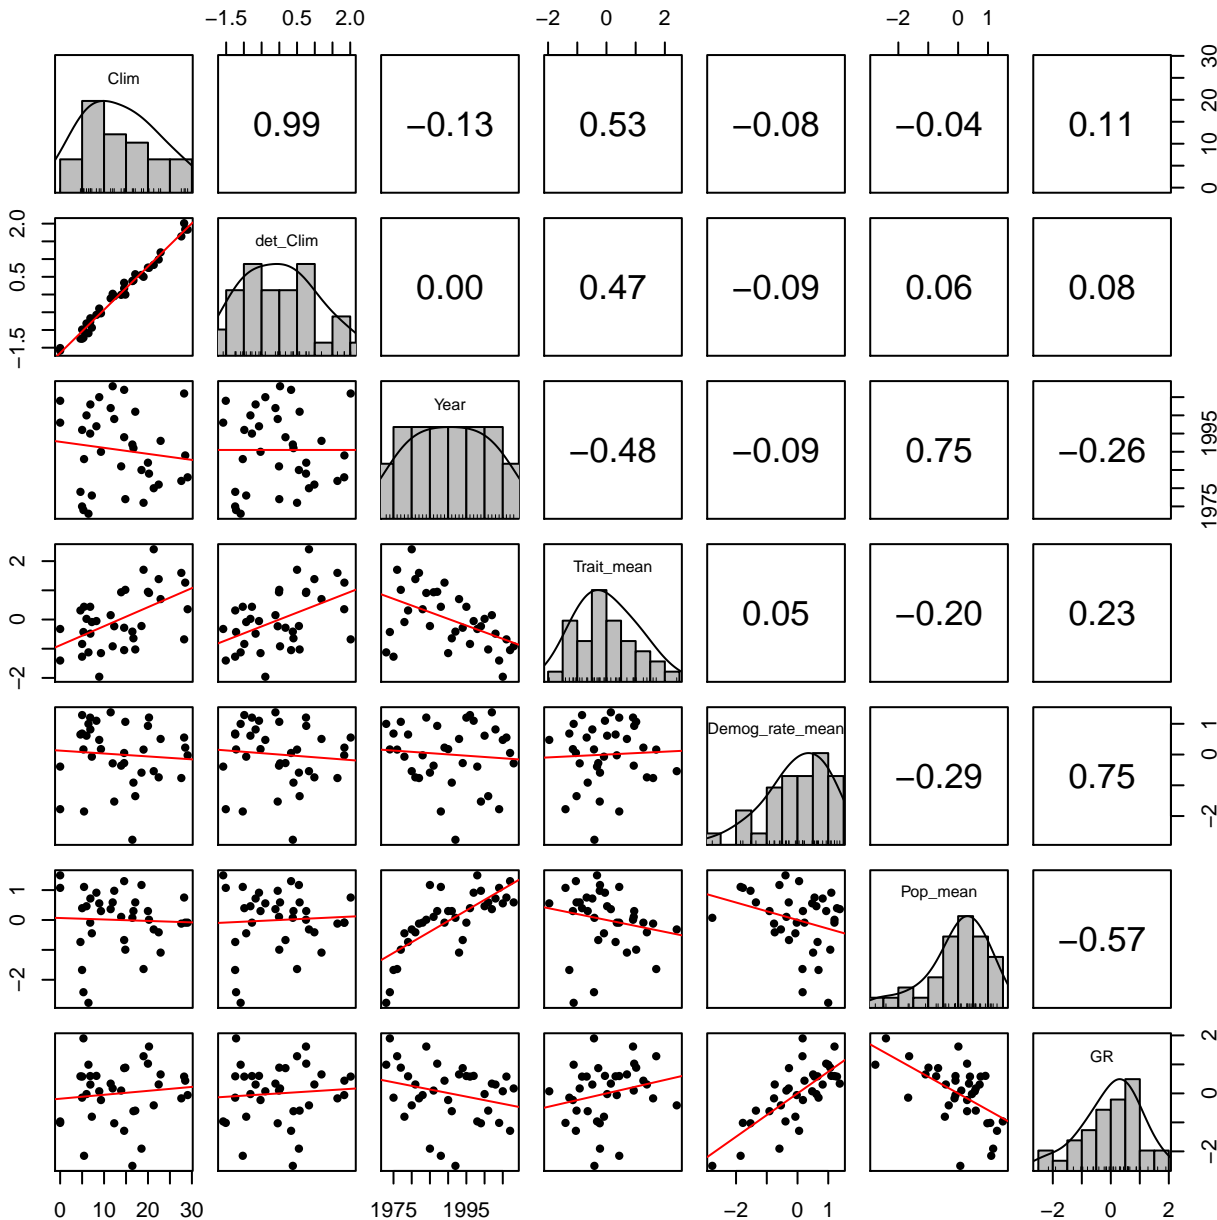 −1.5 0.5 2.0 −2 0 2 −2 0 1
Clim 0.99 −0.13 0.53 −0.08 −0.04 0.11 0 10 20 30
−1.5 0.5 2.0 det_Clim 0.00 0.47 −0.09 0.06 0.08
Year −0.48 −0.09 0.75 −0.26 1975 1995
−2 0 2 Trait_mean 0.05 −0.20 0.23
Demog_rate_mean −0.29 0.75 −2 0 1
−2 0 1 Pop_mean −0.57
GR −2 0 2
0 10 20 30 1975 1995 −2 0 1 −2 0 2